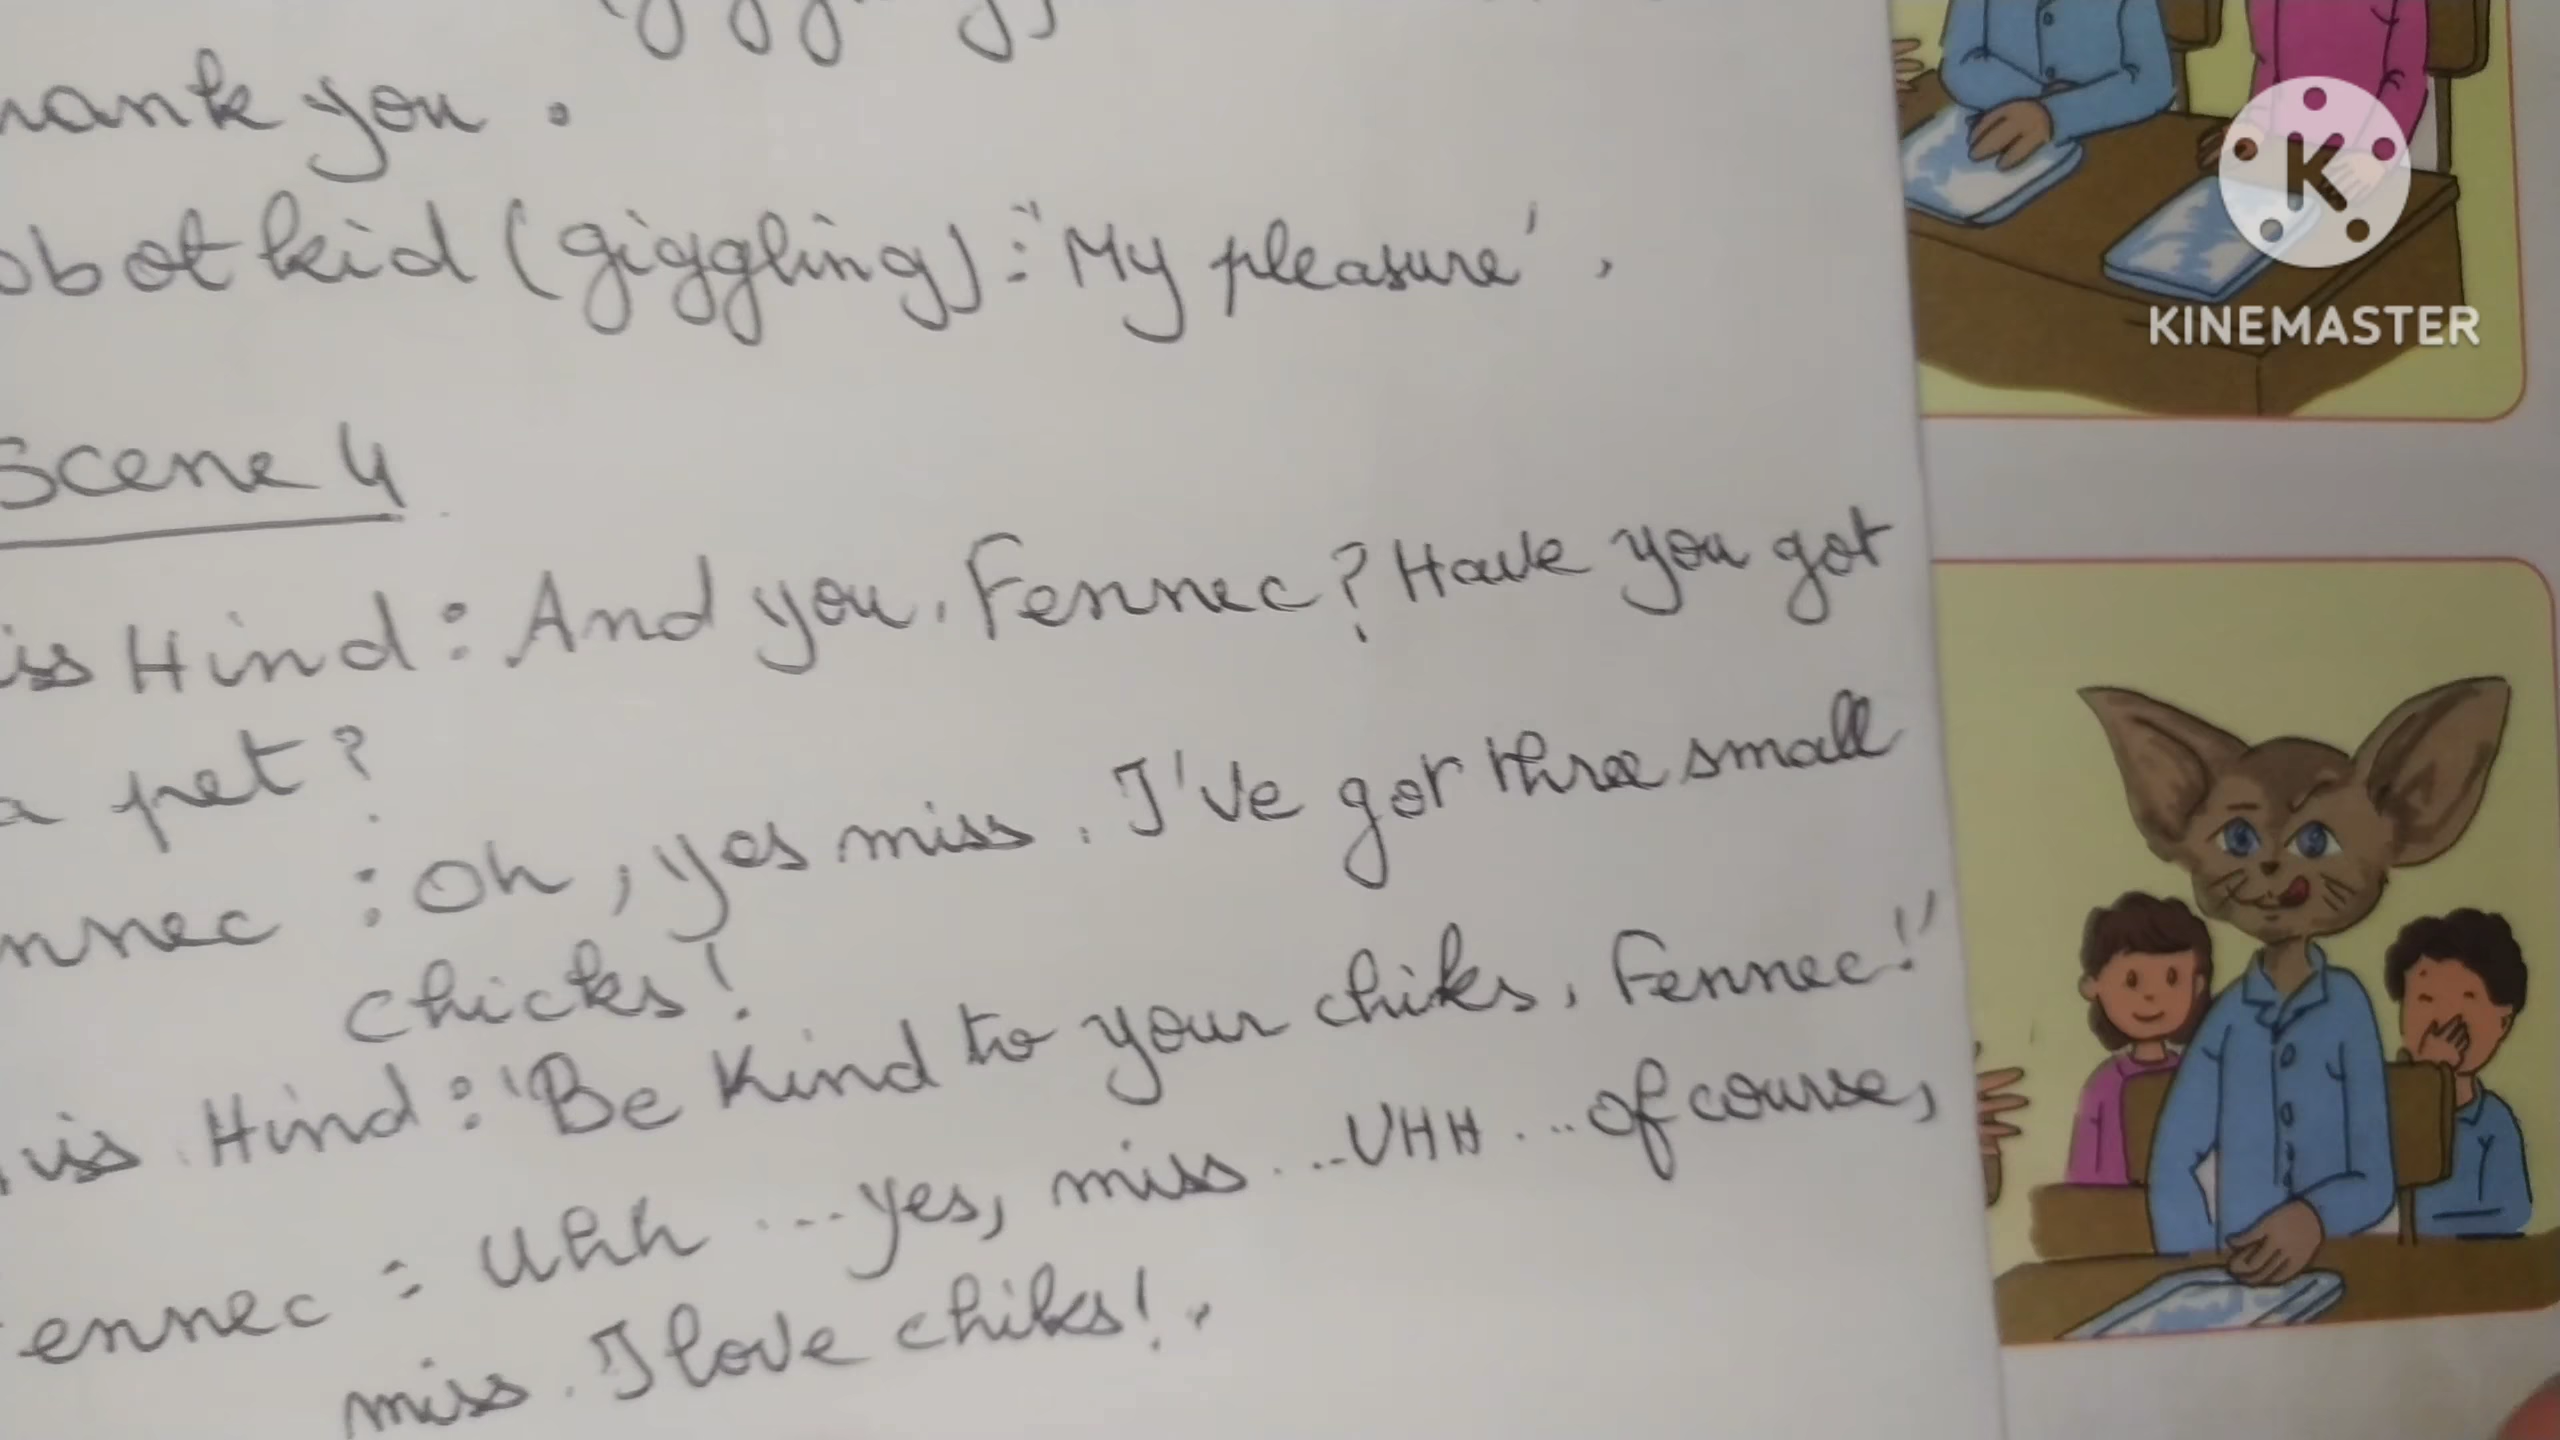 hank you.
obot kid (giggling): "My pleasure'.
Scene 4
iss Hind: And you, Fennec? Have you got
a pet?
nnec : Oh, yes miss. I've got three small
chicks!
iss Hind: 'Be Kind to your chiks, Fennec!'
ennec : uhh ... yes, miss ... UHH ... of course,
miss. I love chiks!.
K
KINEMASTER